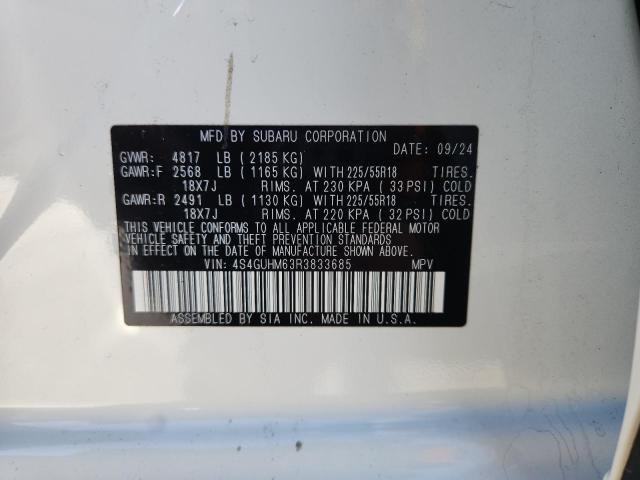 MFD BY SUBARU CORPORATION
DATE: 09/24
GVWR: 4817 LB ( 2185 KG)
GAWR:F 2568 LB ( 1165 KG) WITH 225/55R18 TIRES.
18X7J RIMS. AT 230 KPA ( 33 PSI) COLD
GAWR:R 2491 LB ( 1130 KG) WITH 225/55R18 TIRES.
18X7J RIMS. AT 220 KPA ( 32 PSI) COLD
THIS VEHICLE CONFORMS TO ALL APPLICABLE FEDERAL MOTOR
VEHICLE SAFETY AND THEFT PREVENTION STANDARDS
IN EFFECT ON THE DATE OF MANUFACTURE SHOWN ABOVE.
VIN: 4S4GUHM63R3833685 MPV
ASSEMBLED BY SIA INC. MADE IN U.S.A.